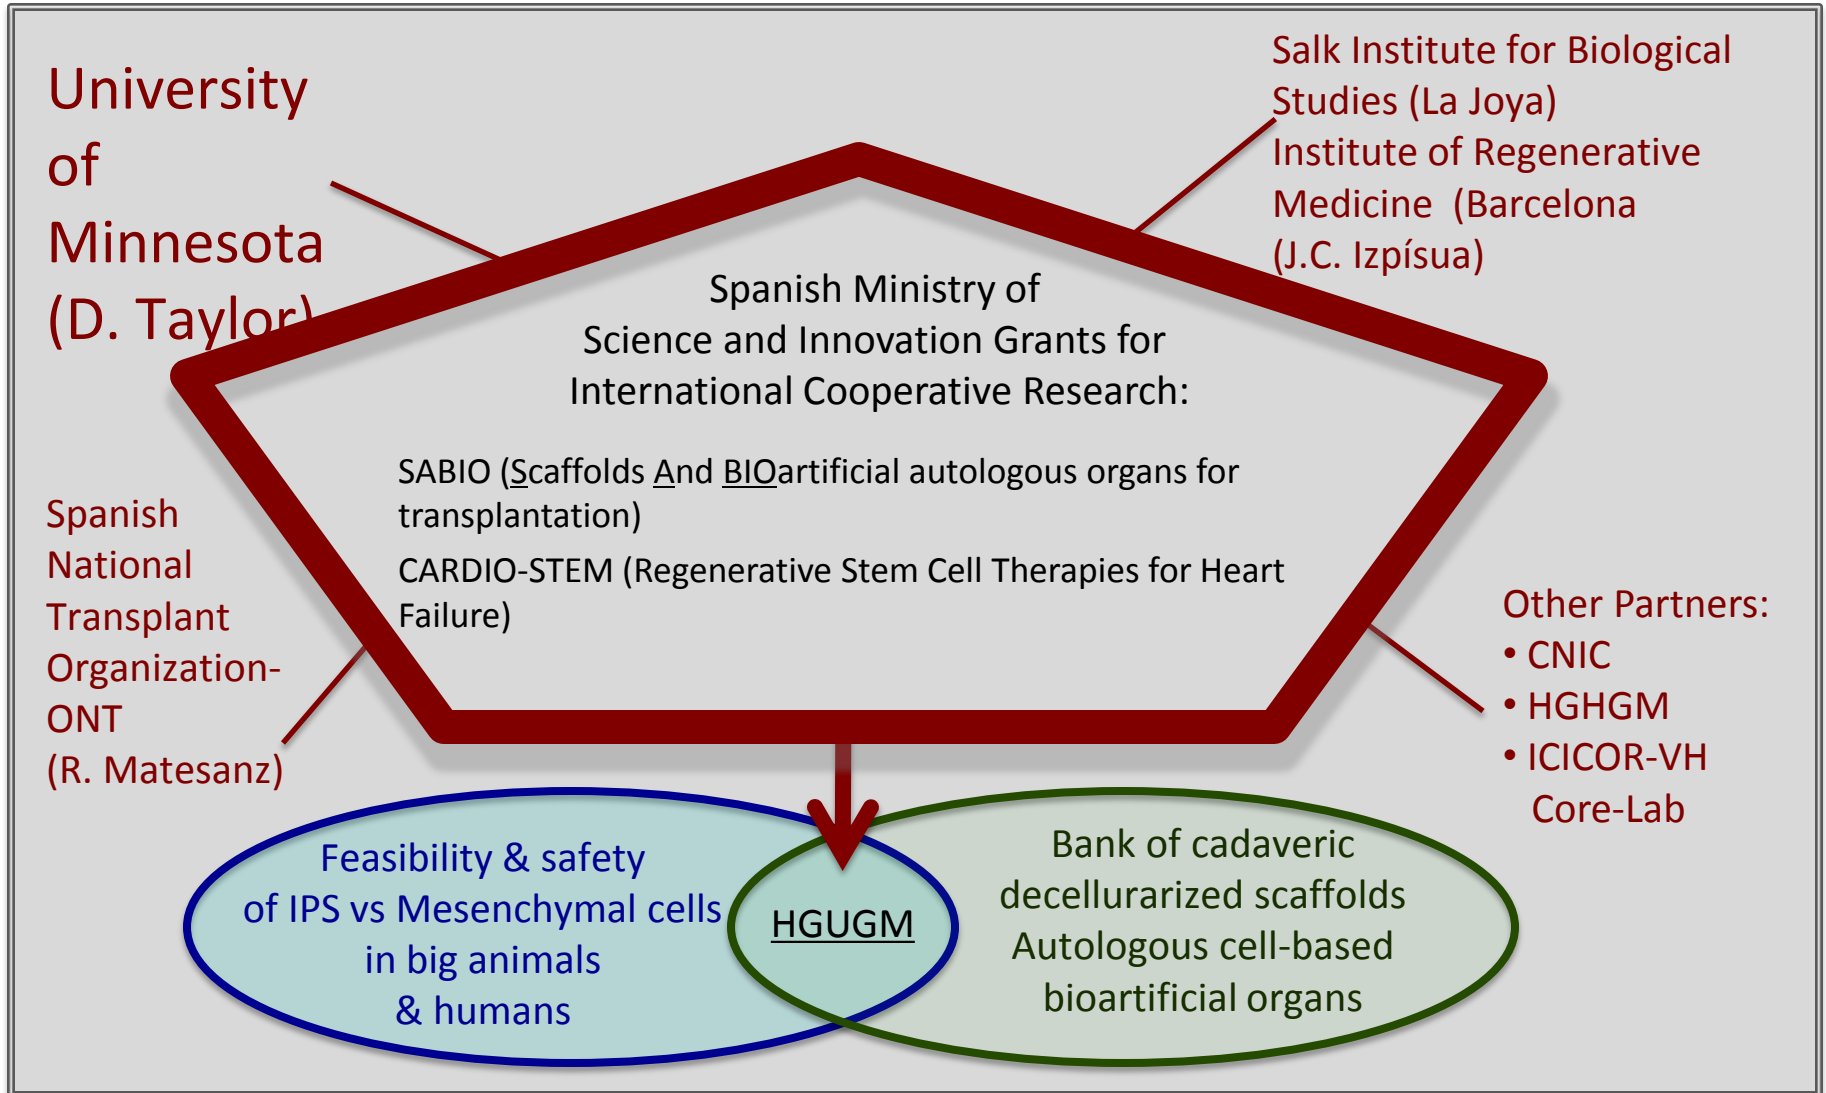 University
of
Minnesota
(D. Taylor)
Salk Institute for Biological
Studies (La Joya)
Institute of Regenerative
Medicine (Barcelona
(J.C. Izpísua)
Spanish Ministry of
Science and Innovation Grants for
International Cooperative Research:
SABIO (Scaffolds And BIOartificial autologous organs for
transplantation)
CARDIO-STEM (Regenerative Stem Cell Therapies for Heart
Failure)
Spanish
National
Transplant
Organization-
ONT
(R. Matesanz)
Other Partners:
• CNIC
• HGHGM
• ICICOR-VH
Core-Lab
Feasibility & safety
of IPS vs Mesenchymal cells
in big animals
& humans
HGUGM
Bank of cadaveric
decellurarized scaffolds
Autologous cell-based
bioartificial organs